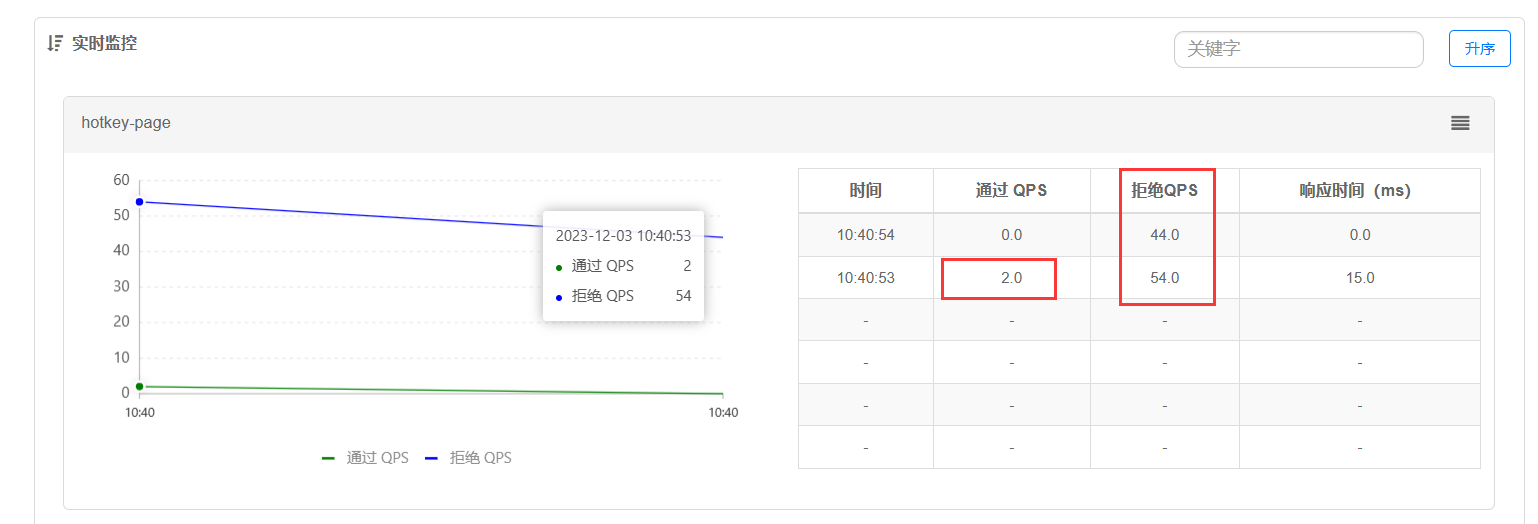 实时监控
关键字
升序
hotkey-page
60
50
40
30
20
10
0
10:40
10:40
2023-12-03 10:40:53
通过 QPS 2
拒绝 QPS 54
通过 QPS 拒绝 QPS
时间 通过 QPS 拒绝QPS 响应时间（ms）
10:40:54 0.0 44.0 0.0
10:40:53 2.0 54.0 15.0
- - - -
- - - -
- - - -
- - - -